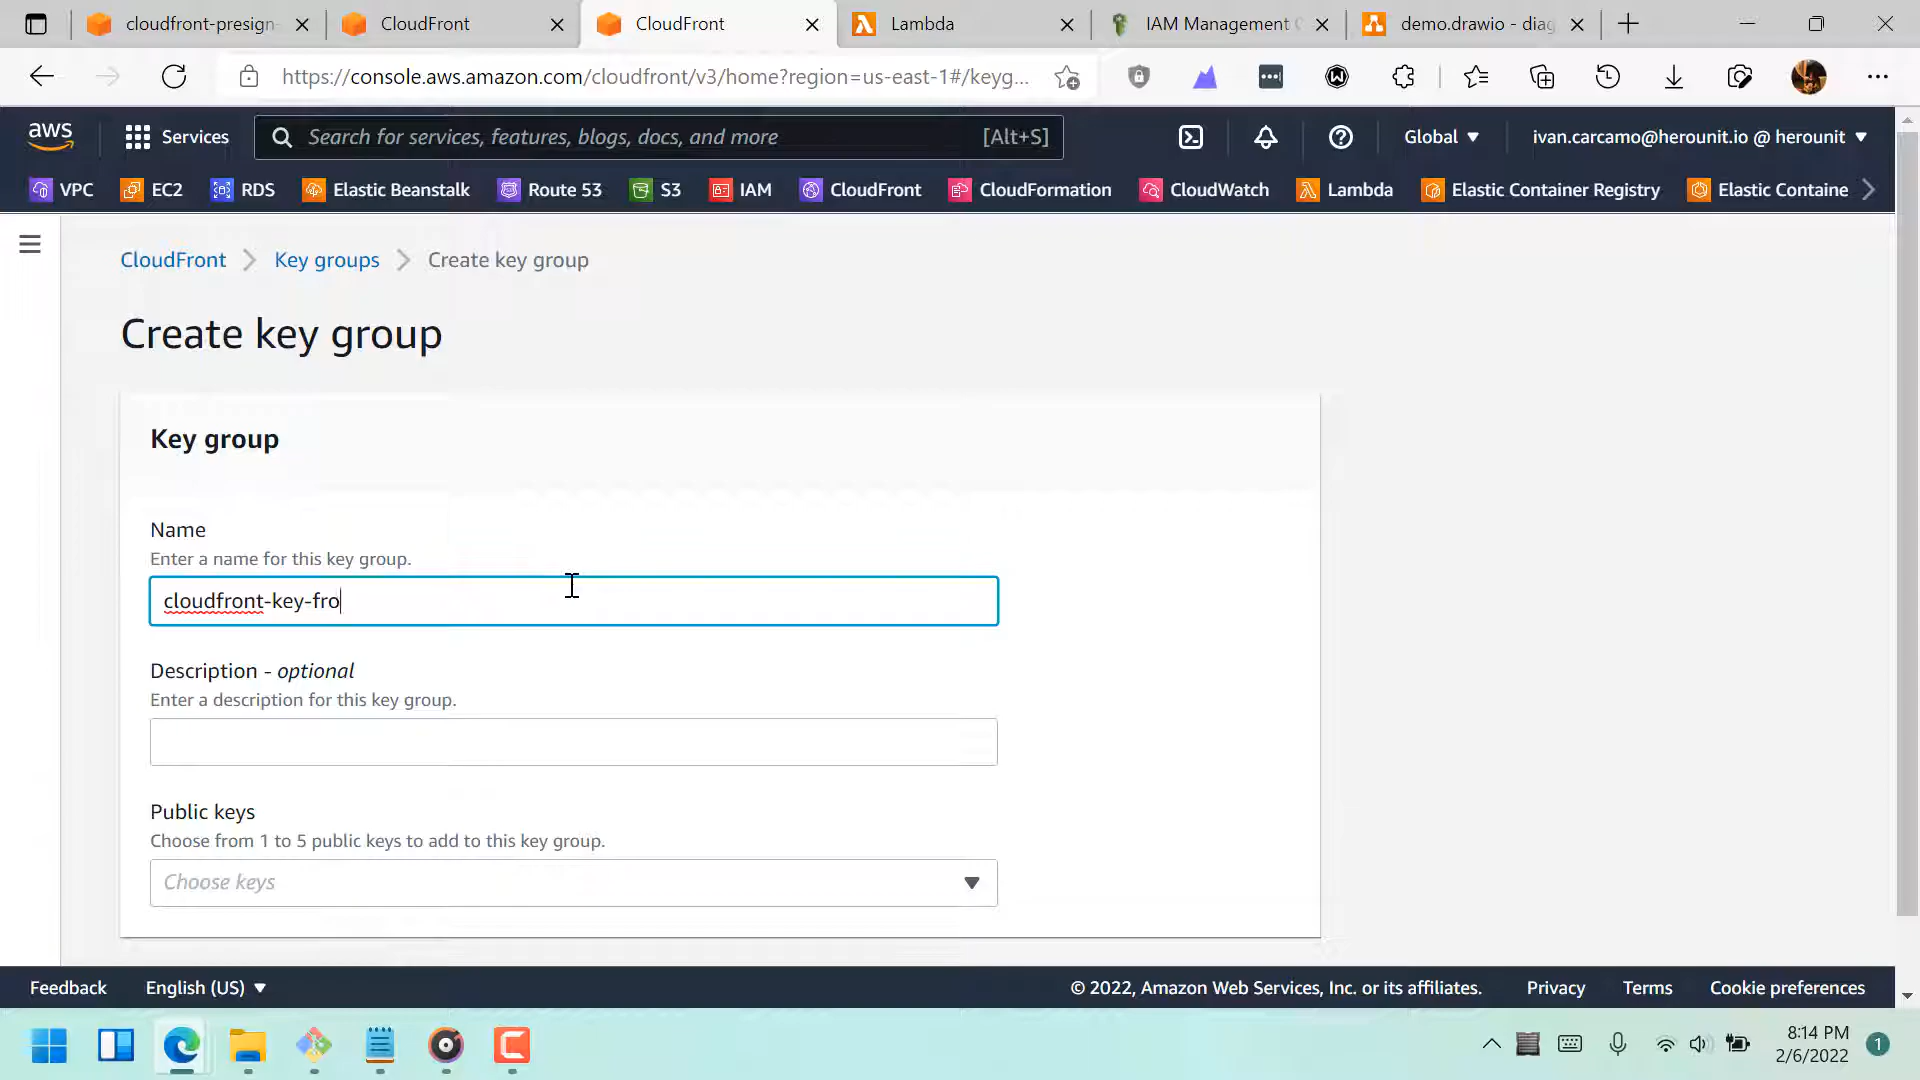 cloudfront-presign
CloudFront
CloudFront
Lambda
IAM Management C
demo.drawio - diag
https://console.aws.amazon.com/cloudfront/v3/home?region=us-east-1#/keyg...
aws
Services
Search for services, features, blogs, docs, and more
[Alt+S]
Global
ivan.carcamo@herounit.io @ herounit
VPC
EC2
RDS
Elastic Beanstalk
Route 53
S3
IAM
CloudFront
CloudFormation
CloudWatch
Lambda
Elastic Container Registry
Elastic Containe
CloudFront
Key groups
Create key group
Create key group
Key group
Name
Enter a name for this key group.
cloudfront-key-fro
Description - optional
Enter a description for this key group.
Public keys
Choose from 1 to 5 public keys to add to this key group.
Choose keys
Feedback
English (US)
© 2022, Amazon Web Services, Inc. or its affiliates.
Privacy
Terms
Cookie preferences
8:14 PM
2/6/2022
1